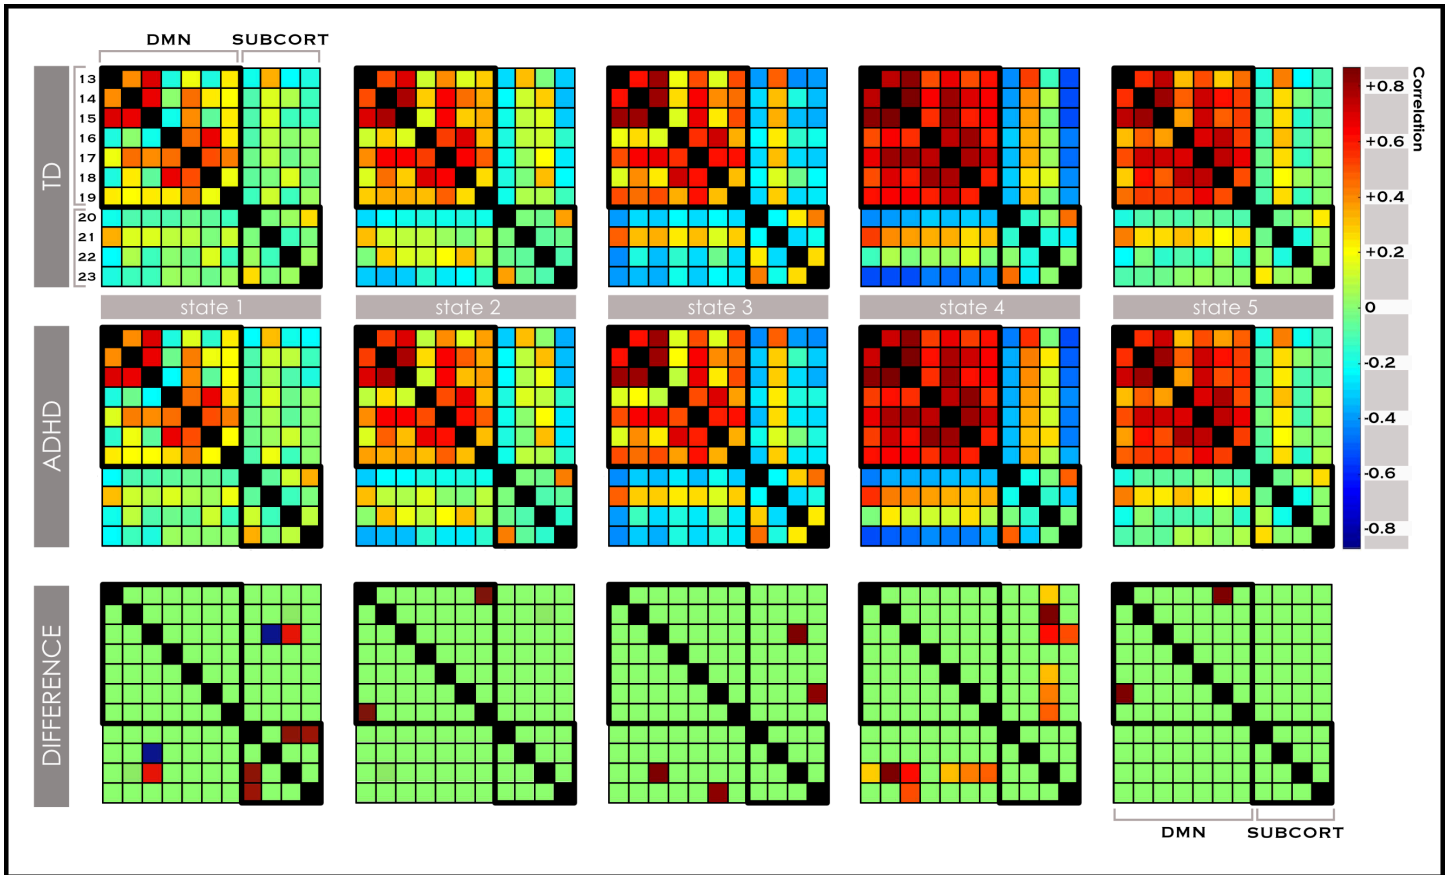 DMN SUBCORT
TD
13
14
15
16
17
18
19
20
21
22
23
state 1 state 2 state 3 state 4 state 5
ADHD
DIFFERENCE
Correlation
+0.8
+0.6
+0.4
+0.2
0
-0.2
-0.4
-0.6
-0.8
DMN SUBCORT